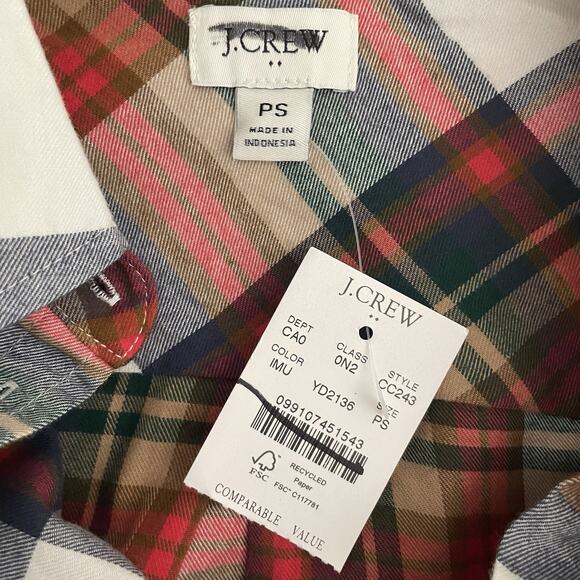 J.CREW
PS
MADE IN
INDONESIA
J.CREW
DEPT CLASS STYLE
CA0 0N2 CC243
COLOR SIZE
IMU YD2136 PS
099107451543
FSC
RECYCLED
Paper
FSC® C117781
COMPARABLE VALUE